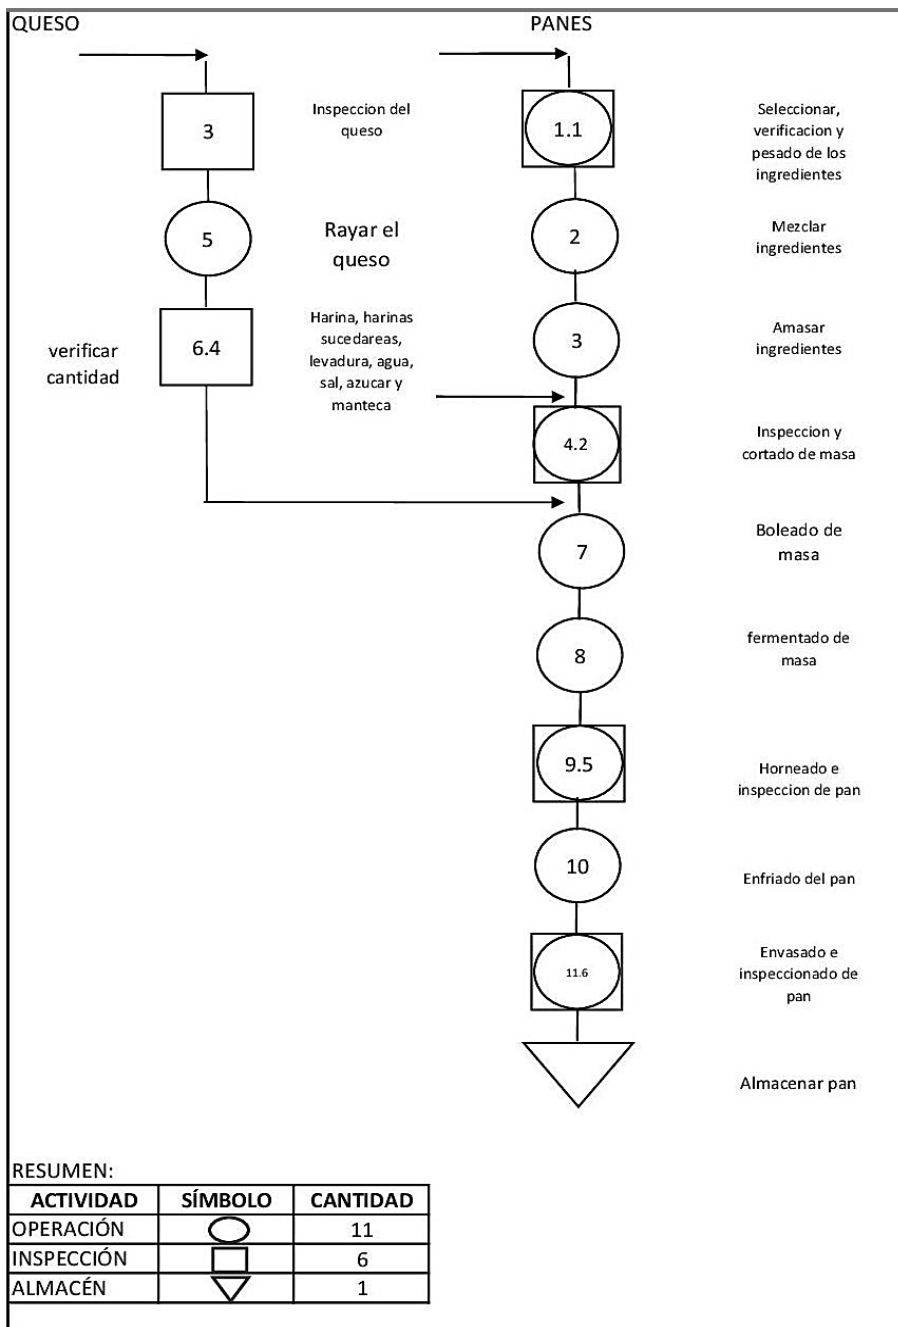 QUESO
PANES
3
Inspeccion del
queso
1.1
Seleccionar,
verificacion y
pesado de los
ingredientes
5
Rayar el
queso
2
Mezclar
ingredientes
verificar
cantidad
6.4
Harina, harinas
sucedareas,
levadura, agua,
sal, azucar y
manteca
3
Amasar
ingredientes
4.2
Inspeccion y
cortado de masa
7
Boleado de
masa
8
fermentado de
masa
9.5
Horneado e
inspeccion de pan
10
Enfriado del pan
11.6
Envasado e
inspeccionado de
pan
Almacenar pan
RESUMEN:
ACTIVIDAD SÍMBOLO CANTIDAD
OPERACIÓN 11
INSPECCIÓN 6
ALMACÉN 1